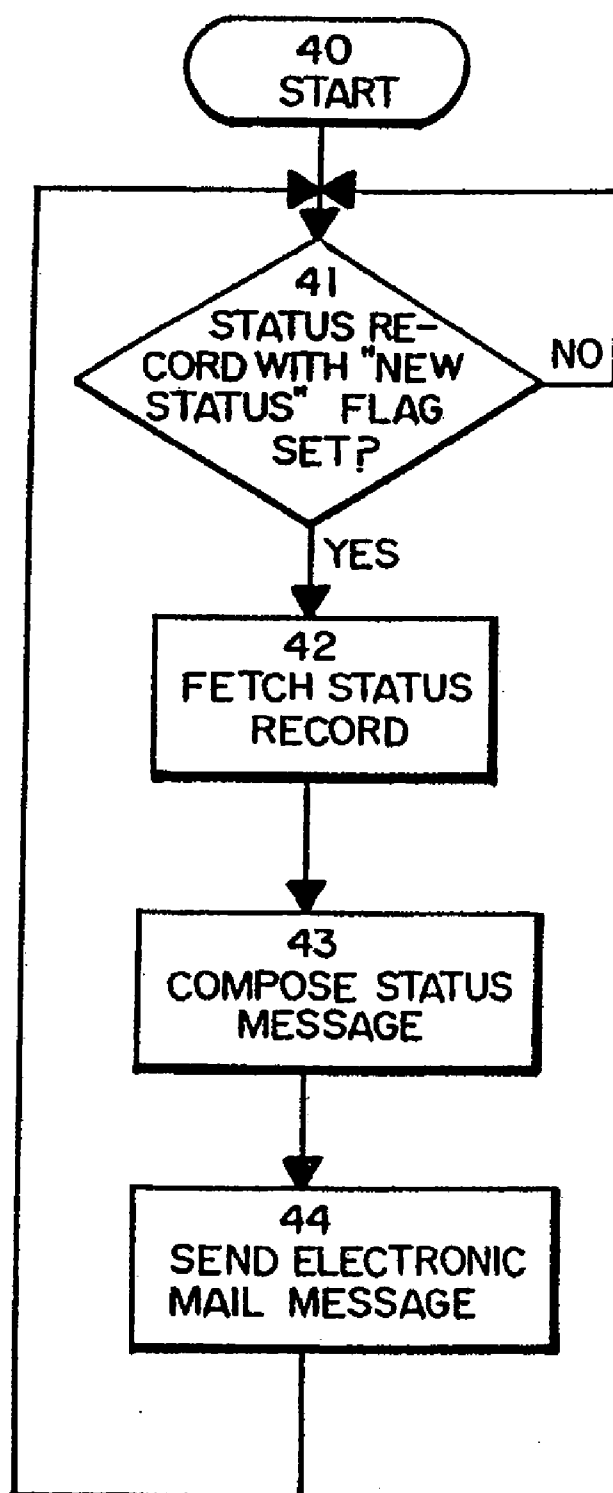 40
START
41
STATUS RE-
CORD WITH "NEW
STATUS" FLAG
SET?
NO
YES
42
FETCH STATUS
RECORD
43
COMPOSE STATUS
MESSAGE
44
SEND ELECTRONIC
MAIL MESSAGE